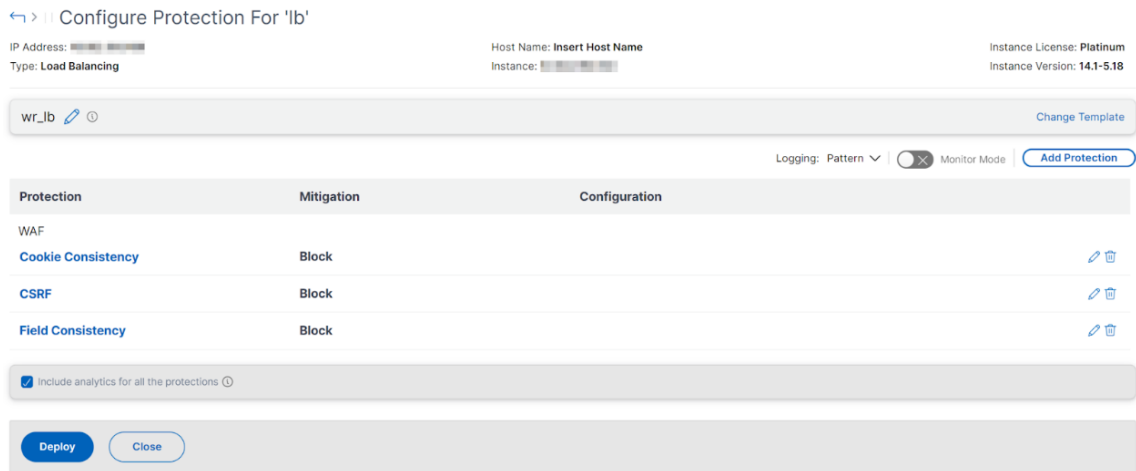 Configure Protection For 'lb'
IP Address:
Host Name: Insert Host Name
Instance License: Platinum
Type: Load Balancing
Instance:
Instance Version: 14.1-5.18
wr_lb
Change Template
Logging: Pattern
Monitor Mode
Add Protection
Protection Mitigation Configuration
WAF
Cookie Consistency Block
CSRF Block
Field Consistency Block
Include analytics for all the protections
Deploy
Close